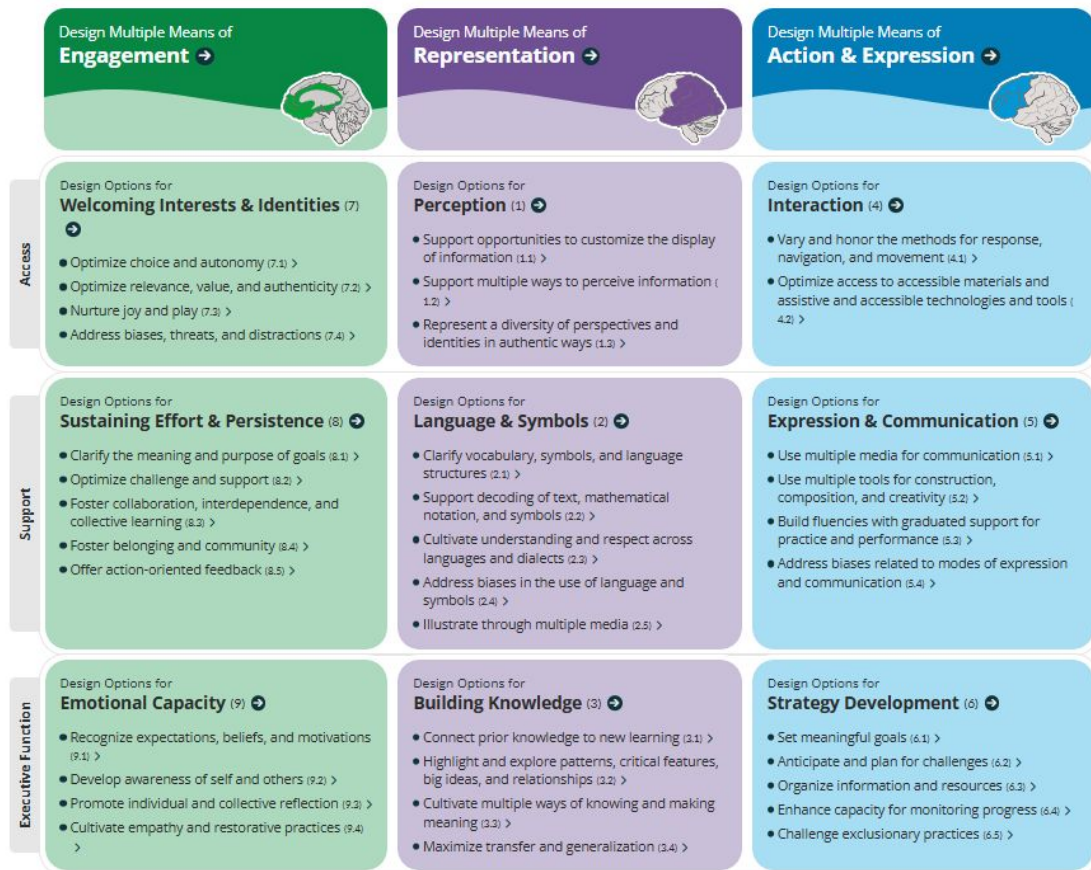 Design Multiple Means of
Engagement
Design Multiple Means of
Representation
Design Multiple Means of
Action & Expression
Access
Design Options for
Welcoming Interests & Identities (7)
Optimize choice and autonomy (7.1) >
Optimize relevance, value, and authenticity (7.2) >
Nurture joy and play (7.3) >
Address biases, threats, and distractions (7.4) >
Design Options for
Perception (1)
Support opportunities to customize the display
of information (1.1) >
Support multiple ways to perceive information (
1.2) >
Represent a diversity of perspectives and
identities in authentic ways (1.3) >
Design Options for
Interaction (4)
Vary and honor the methods for response,
navigation, and movement (4.1) >
Optimize access to accessible materials and
assistive and accessible technologies and tools (
4.2) >
Support
Design Options for
Sustaining Effort & Persistence (8)
Clarify the meaning and purpose of goals (8.1) >
Optimize challenge and support (8.2) >
Foster collaboration, interdependence, and
collective learning (8.3) >
Foster belonging and community (8.4) >
Offer action-oriented feedback (8.5) >
Design Options for
Language & Symbols (2)
Clarify vocabulary, symbols, and language
structures (2.1) >
Support decoding of text, mathematical
notation, and symbols (2.2) >
Cultivate understanding and respect across
languages and dialects (2.3) >
Address biases in the use of language and
symbols (2.4) >
Illustrate through multiple media (2.5) >
Design Options for
Expression & Communication (5)
Use multiple media for communication (5.1) >
Use multiple tools for construction,
composition, and creativity (5.2) >
Build fluencies with graduated support for
practice and performance (5.3) >
Address biases related to modes of expression
and communication (5.4) >
Executive Function
Design Options for
Emotional Capacity (9)
Recognize expectations, beliefs, and motivations
(9.1) >
Develop awareness of self and others (9.2) >
Promote individual and collective reflection (9.3) >
Cultivate empathy and restorative practices (9.4)
>
Design Options for
Building Knowledge (3)
Connect prior knowledge to new learning (3.1) >
Highlight and explore patterns, critical features,
big ideas, and relationships (3.2) >
Cultivate multiple ways of knowing and making
meaning (3.3) >
Maximize transfer and generalization (3.4) >
Design Options for
Strategy Development (6)
Set meaningful goals (6.1) >
Anticipate and plan for challenges (6.2) >
Organize information and resources (6.3) >
Enhance capacity for monitoring progress (6.4) >
Challenge exclusionary practices (6.5) >